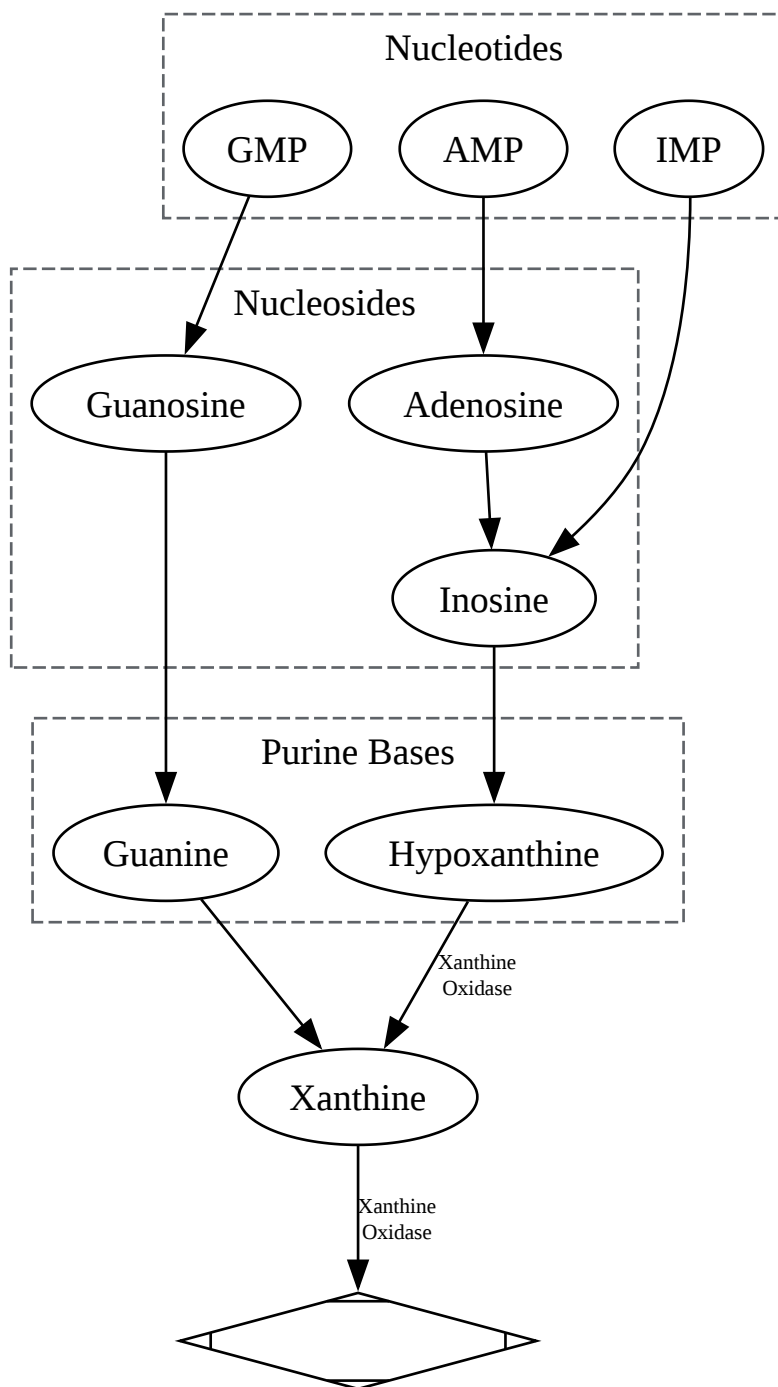 Nucleotides
GMP
AMP
IMP
Nucleosides
Guanosine
Adenosine
Inosine
Purine Bases
Guanine
Hypoxanthine
Xanthine
Oxidase
Xanthine
Xanthine
Oxidase